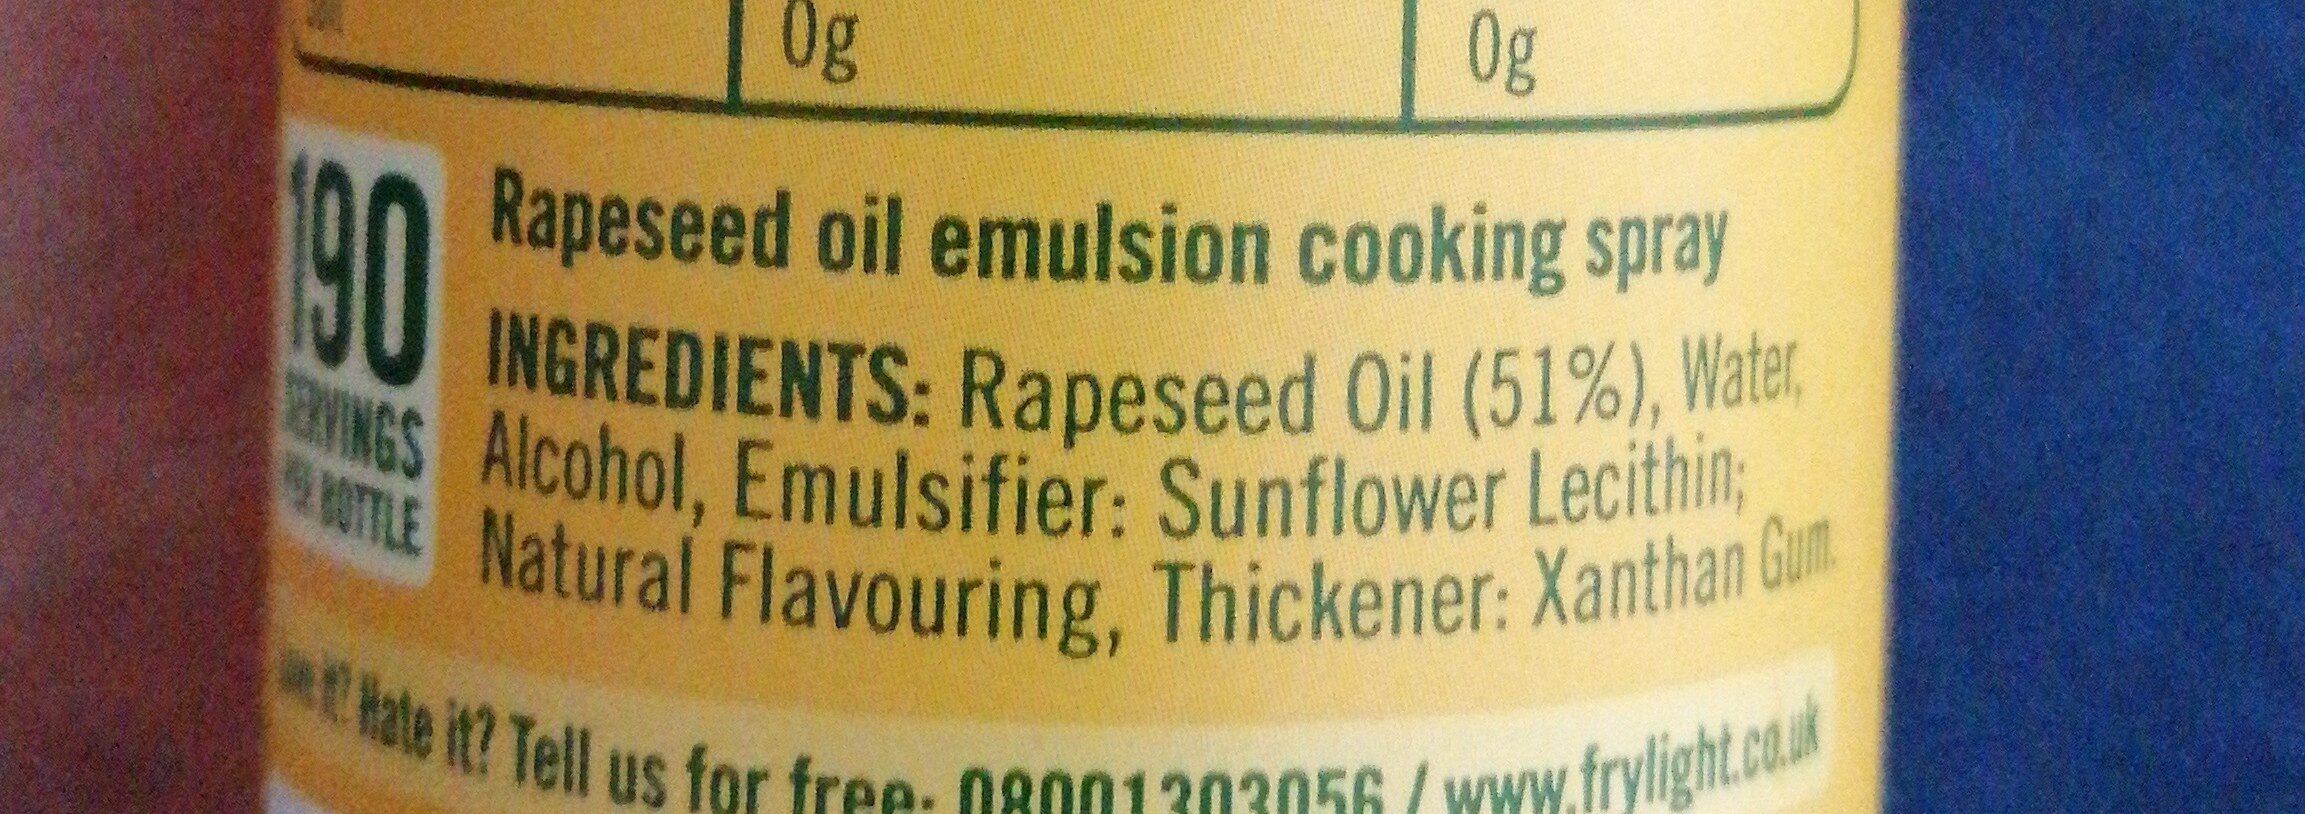 0g 0g
190
SERVINGS
PER BOTTLE
Rapeseed oil emulsion cooking spray
INGREDIENTS: Rapeseed Oil (51%), Water,
Alcohol, Emulsifier: Sunflower Lecithin;
Natural Flavouring, Thickener: Xanthan Gum.
it? Hate it? Tell us for free: 08001303056 / www.frylight.co.uk